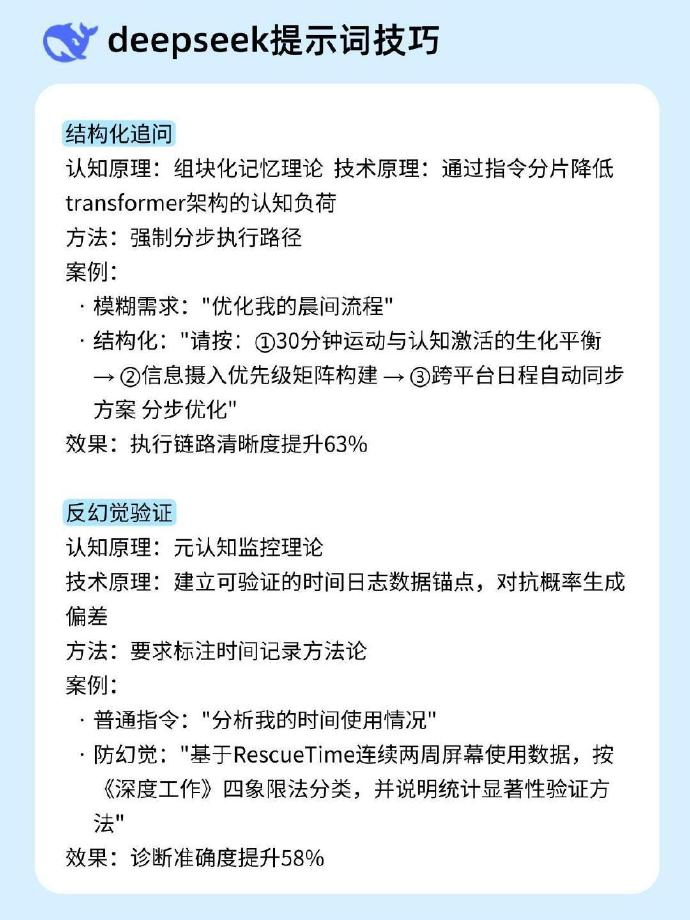 deepseek提示词技巧
结构化追问
认知原理：组块化记忆理论 技术原理：通过指令分片降低
transformer架构的认知负荷
方法：强制分步执行路径
案例：
· 模糊需求："优化我的晨间流程"
· 结构化："请按：①30分钟运动与认知激活的生化平衡
→ ②信息摄入优先级矩阵构建 → ③跨平台日程自动同步
方案 分步优化"
效果：执行链路清晰度提升63%
反幻觉验证
认知原理：元认知监控理论
技术原理：建立可验证的时间日志数据锚点，对抗概率生成
偏差
方法：要求标注时间记录方法论
案例：
· 普通指令："分析我的时间使用情况"
· 防幻觉："基于RescueTime连续两周屏幕使用数据，按
《深度工作》四象限法分类，并说明统计显著性验证方
法"
效果：诊断准确度提升58%